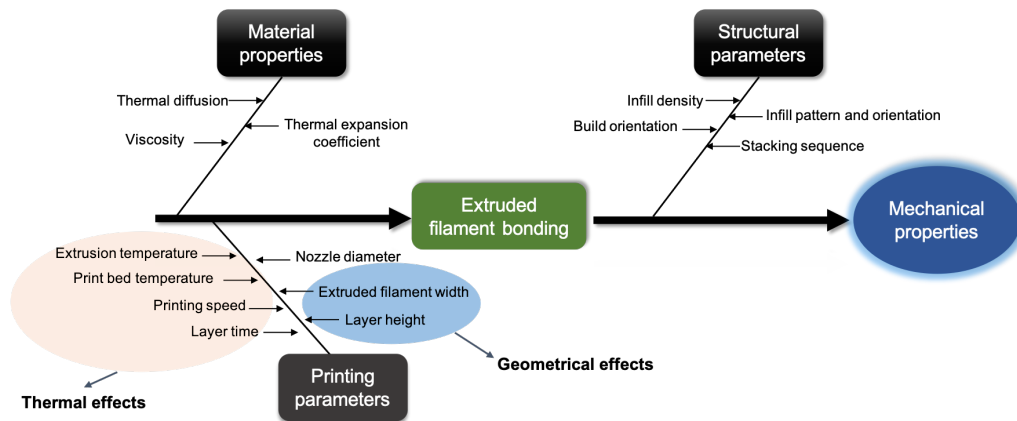 Material
properties
Structural
parameters
Thermal diffusion
Thermal expansion
coefficient
Viscosity
Infill density
Infill pattern and orientation
Build orientation
Stacking sequence
Extruded
filament bonding
Mechanical
properties
Extrusion temperature
Nozzle diameter
Print bed temperature
Extruded filament width
Printing speed
Layer height
Layer time
Geometrical effects
Printing
parameters
Thermal effects